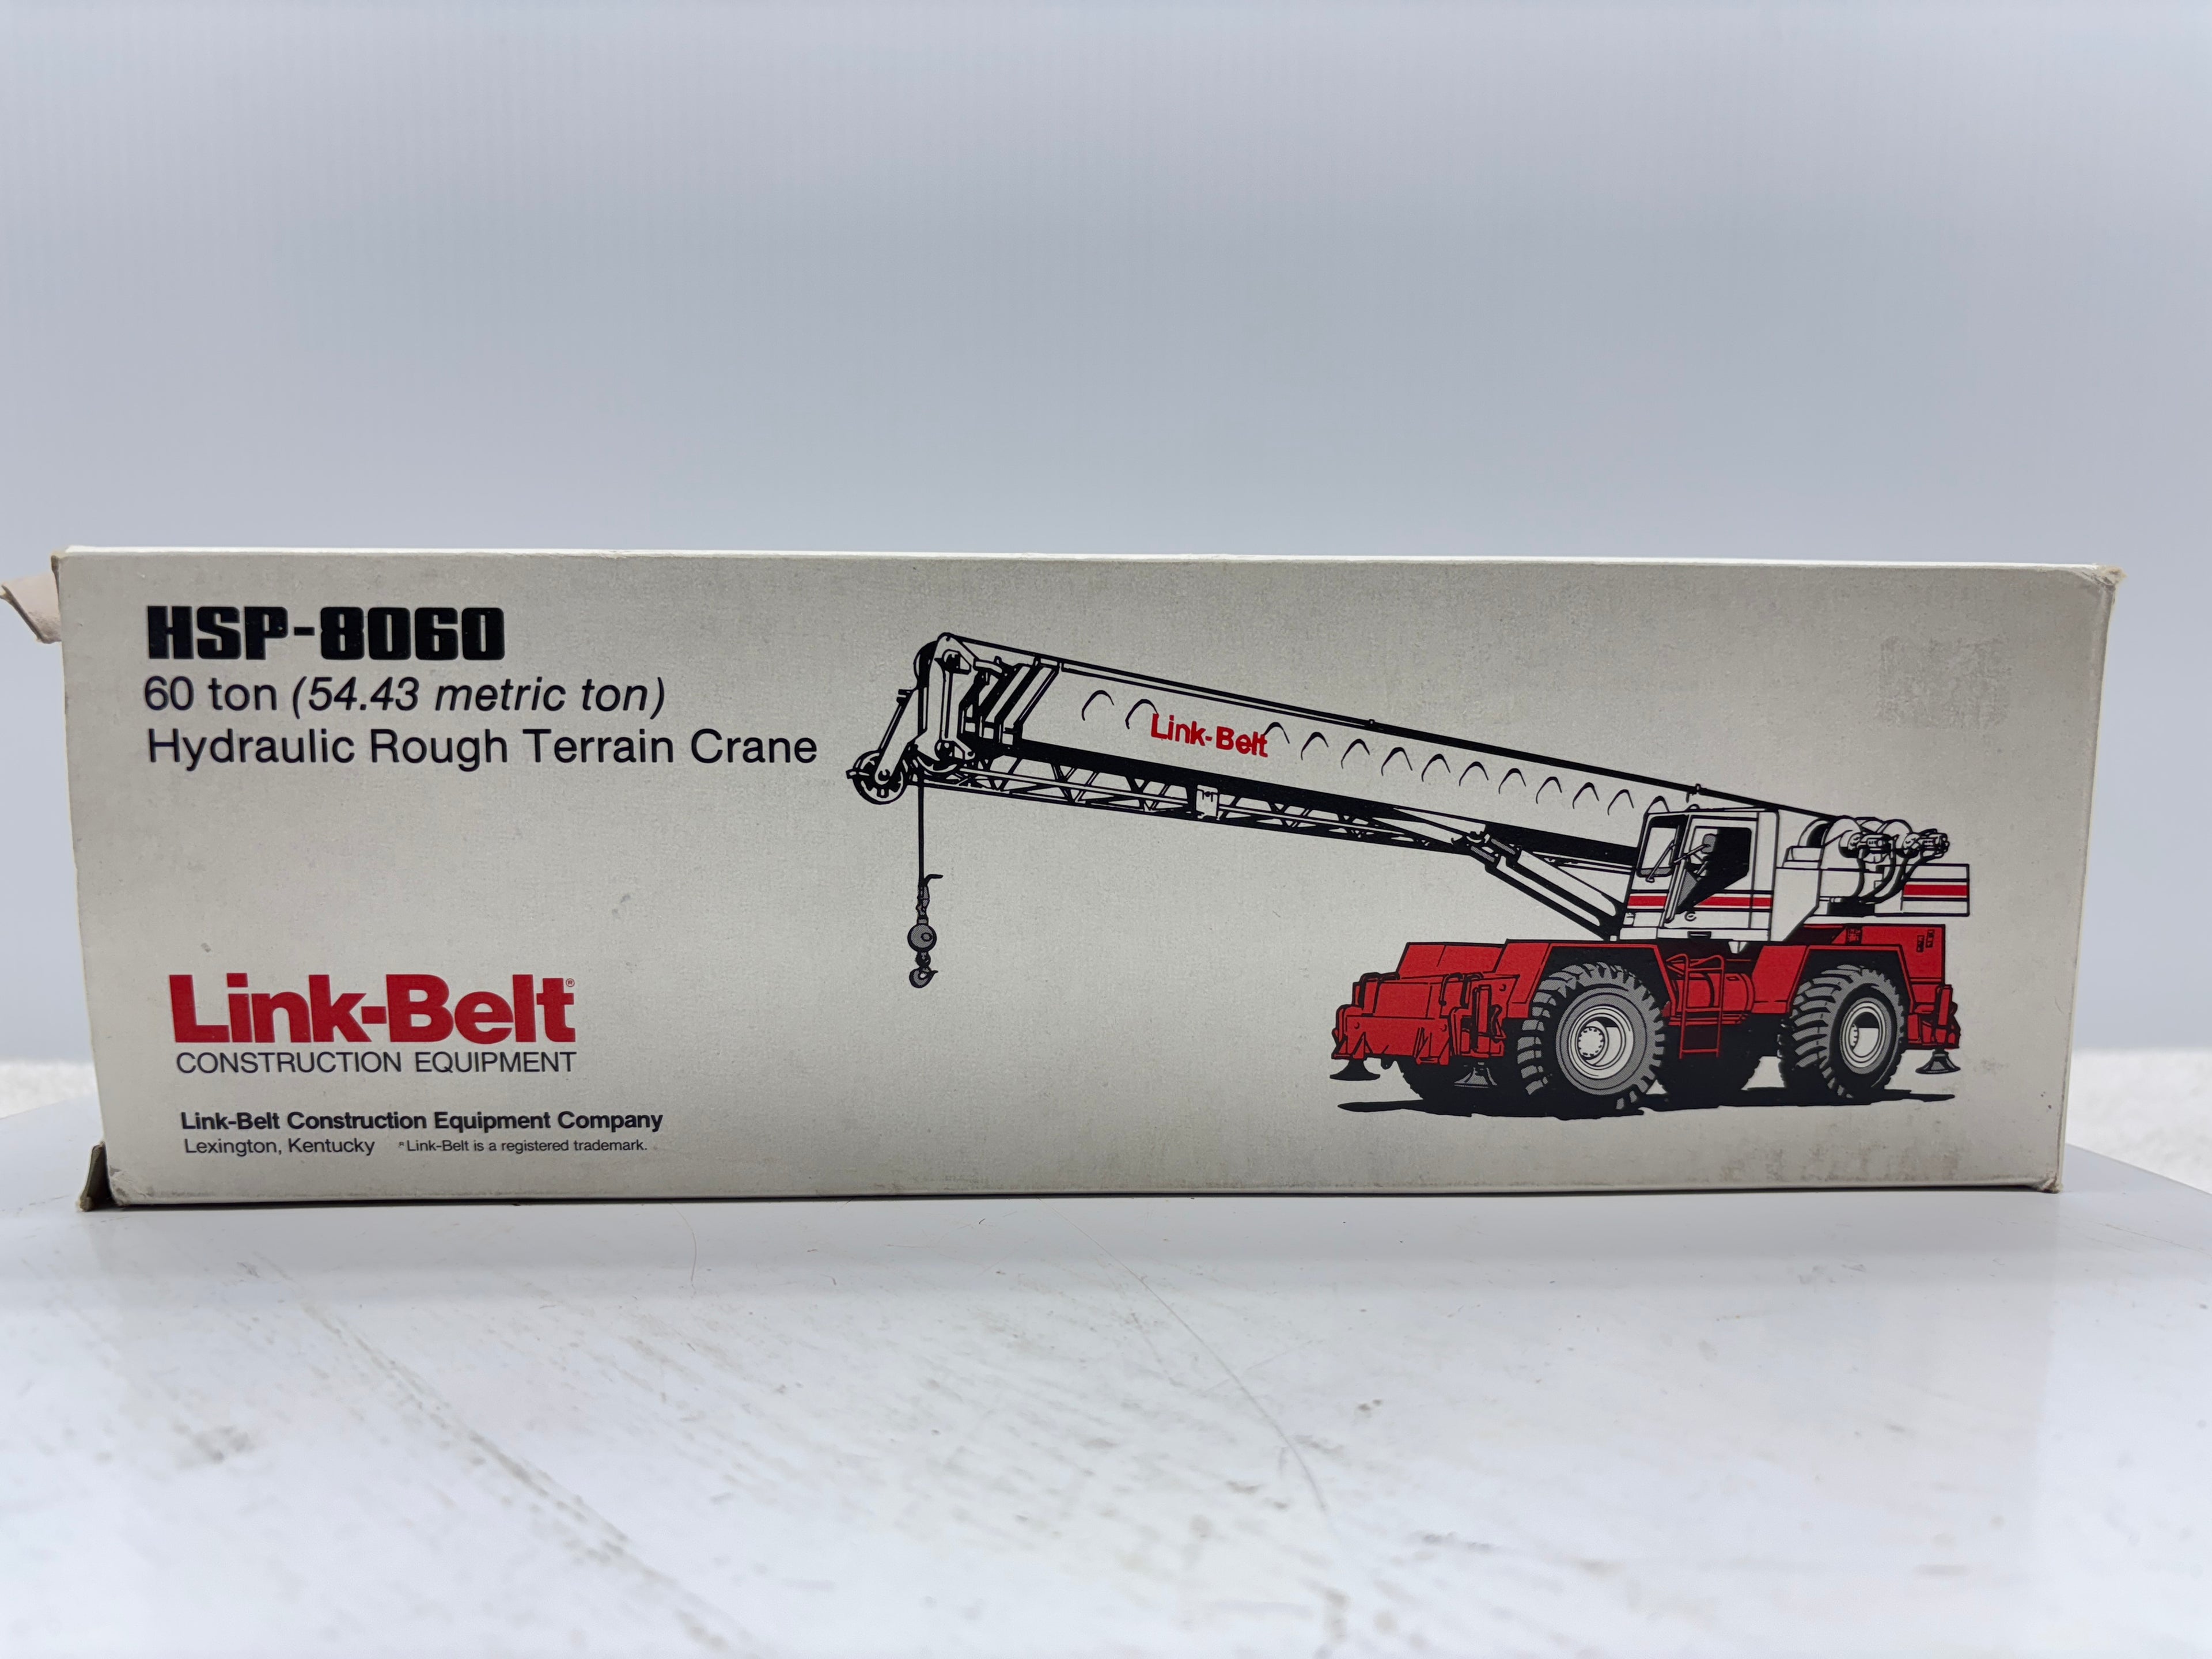 HSP-8060
60 ton (54.43 metric ton)
Hydraulic Rough Terrain Crane
Link-Belt
Link-Belt®
CONSTRUCTION EQUIPMENT
Link-Belt Construction Equipment Company
Lexington, Kentucky ®Link-Belt is a registered trademark.